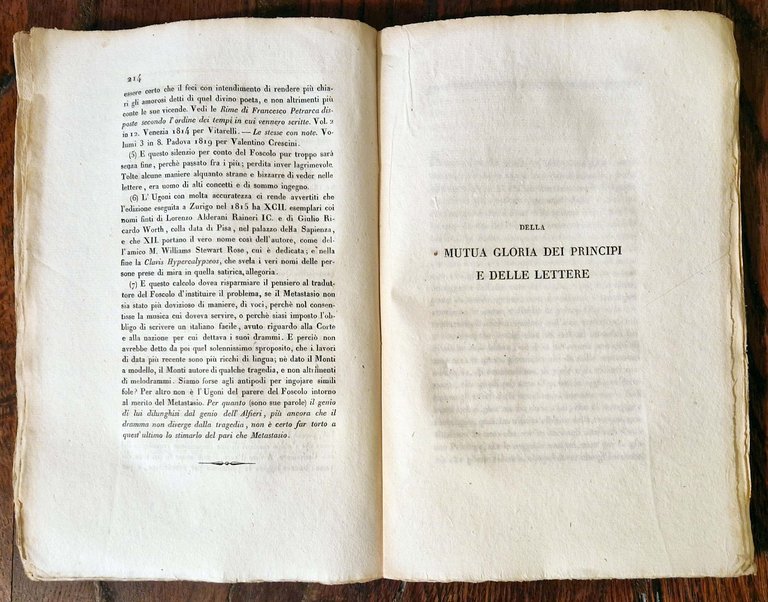 214
essere certo che il feci con intendimento di rendere più chia-
ri gli amorosi detti di quel divino poeta, e non altrimenti più
conte le sue vicende. Vedi le Rime di Francesco Petrarca dis-
poste secondo l'ordine dei tempi in cui vennero scritte. Vol. 2
in 12. Venezia 1814 per Vitarelli. — Le stesse con note. Vo-
lumi 3 in 8. Padova 1819 per Valentino Crescini.
(5) E questo silenzio per conto del Foscolo pur troppo sarà
senza fine, perchè passato fra i più; perdita inver lagrimevole.
Tolte alcune maniere alquanto strane e bizzarre di veder nelle
lettere, era uomo di alti concetti e di sommo ingegno.
(6) L' Ugoni con molta accuratezza ci rende avvertiti che
l'edizione eseguita a Zurigo nel 1815 ha XCII. esemplari coi
nomi finti di Lorenzo Alderani Raineri IC. e di Giulio Ri-
cardo Worth, colla data di Pisa, nel palazzo della Sapienza,
e che XII. portano il vero nome così dell'autore, come del-
l'amico M. Williams Stewart Rose, cui è dedicata; e nella
fine la Clavis Hypercalypseos, che svela i veri nomi delle per-
sone prese di mira in quella satirica, allegoria.
(7) E questo calcolo dovea risparmiare il pensiero al tradut-
tore del Foscolo d'instituire il problema, se il Metastasio non
sia stato più dovizioso di maniere, di voci, perchè nol consen-
tisse la musica cui doveva servire, o perchè siasi imposto l'ob-
bligo di scrivere un italiano facile, avuto riguardo alla Corte
e alla nazione per cui dettava i suoi drammi. E perchè non
avrebbe detto da poi quel solennissimo sproposito, che i lavori
di data più recente sono più ricchi di lingua; nè dato il Monti
a modello, il Monti autore di qualche tragedia, e non altrimenti
di melodrammi. Siamo forse agli antipodi per ingojare simili
fole? Per altro non è l'Ugoni del parere del Foscolo intorno
al merito del Metastasio. Per quanto (sono sue parole) il genio
di lui dilunghisi dal genio dell'Alfieri, più ancora che il
dramma non diverge dalla tragedia, non è certo far torto a
quest'ultimo lo stimarlo del pari che Metastasio.
DELLA
MUTUA GLORIA DEI PRINCIPI
E DELLE LETTERE